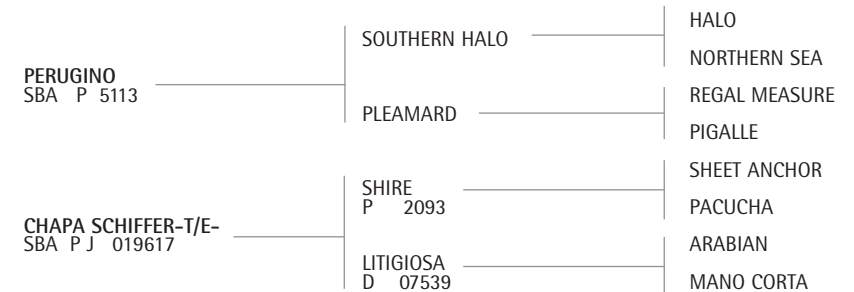 PERUGINO
SBA P 5113
SOUTHERN HALO
HALO
NORTHERN SEA
PLEAMARD
REGAL MEASURE
PIGALLE
CHAPA SCHIFFER-T/E-
SBA P J 019617
SHIRE
P 2093
SHEET ANCHOR
PACUCHA
LITIGIOSA
D 07539
ARABIAN
MANO CORTA